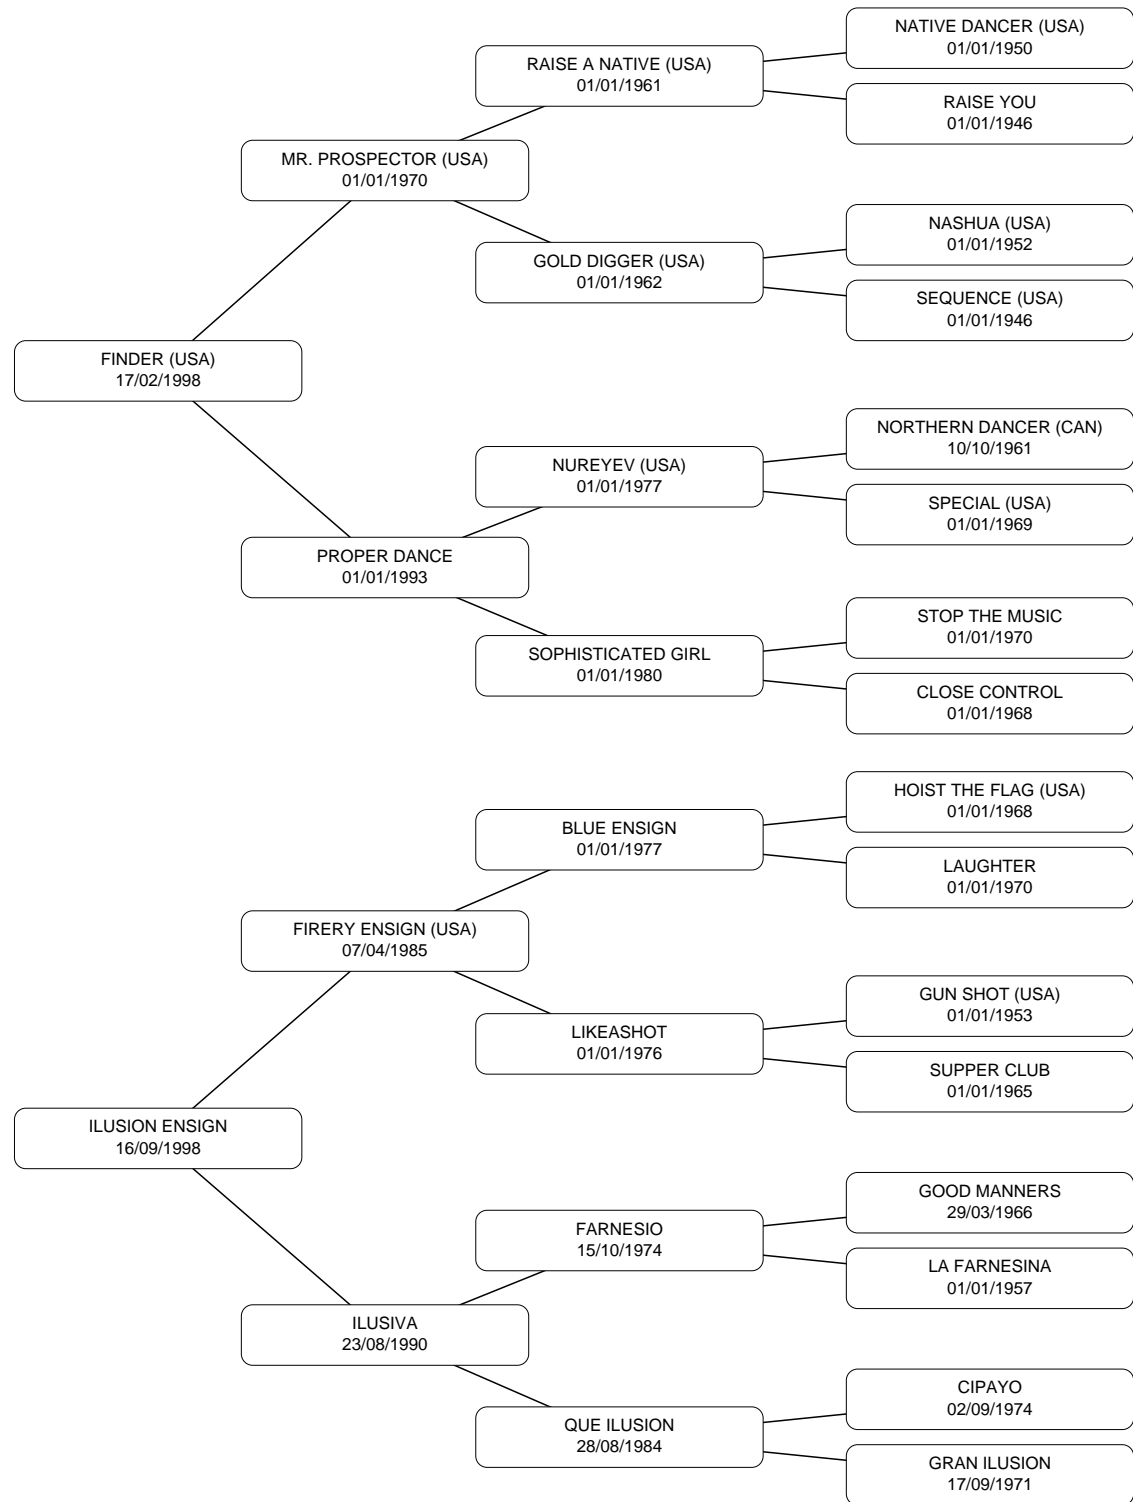 NATIVE DANCER (USA)
01/01/1950
RAISE A NATIVE (USA)
01/01/1961
RAISE YOU
01/01/1946
MR. PROSPECTOR (USA)
01/01/1970
NASHUA (USA)
01/01/1952
GOLD DIGGER (USA)
01/01/1962
SEQUENCE (USA)
01/01/1946
FINDER (USA)
17/02/1998
NORTHERN DANCER (CAN)
10/10/1961
NUREYEV (USA)
01/01/1977
SPECIAL (USA)
01/01/1969
PROPER DANCE
01/01/1993
STOP THE MUSIC
01/01/1970
SOPHISTICATED GIRL
01/01/1980
CLOSE CONTROL
01/01/1968
HOIST THE FLAG (USA)
01/01/1968
BLUE ENSIGN
01/01/1977
LAUGHTER
01/01/1970
FIRERY ENSIGN (USA)
07/04/1985
GUN SHOT (USA)
01/01/1953
LIKEASHOT
01/01/1976
SUPPER CLUB
01/01/1965
ILUSION ENSIGN
16/09/1998
GOOD MANNERS
29/03/1966
FARNESIO
15/10/1974
LA FARNESINA
01/01/1957
ILUSIVA
23/08/1990
CIPAYO
02/09/1974
QUE ILUSION
28/08/1984
GRAN ILUSION
17/09/1971